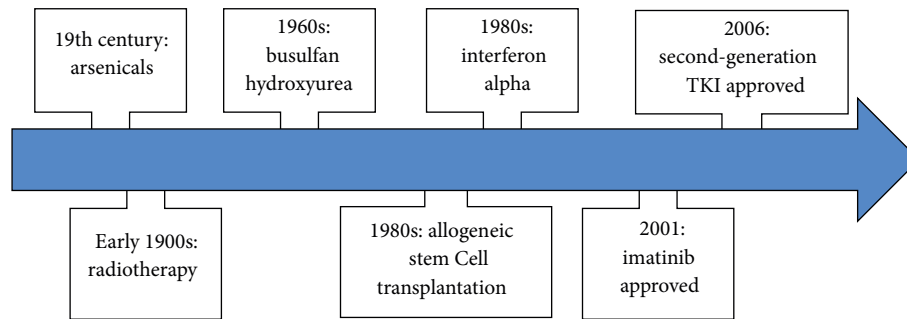 19th century:
arsenicals
1960s:
busulfan
hydroxyurea
1980s:
interferon
alpha
2006:
second-generation
TKI approved
Early 1900s:
radiotherapy
1980s: allogeneic
stem Cell
transplantation
2001:
imatinib
approved